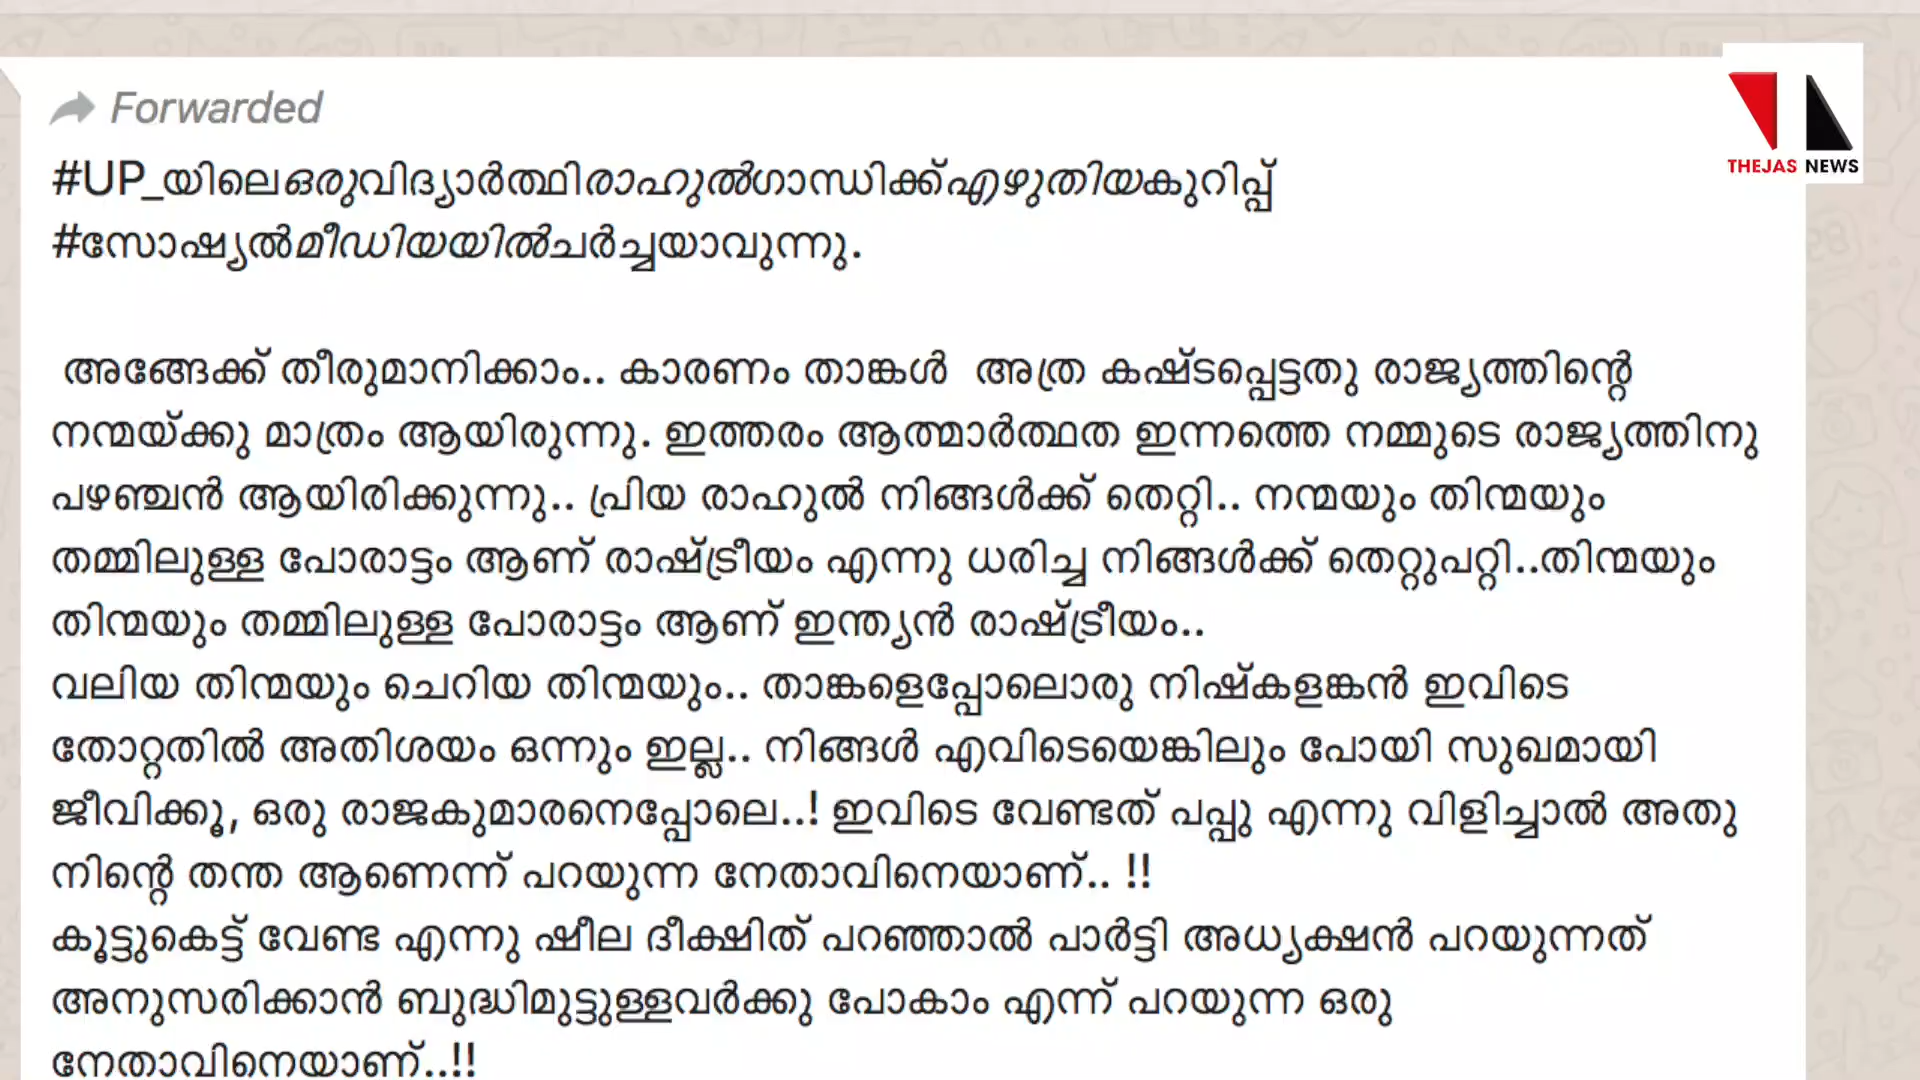 Forwarded
#UP_യിലെഒരുവിദ്യാർത്ഥിരാഹുൽഗാന്ധിക്ക്എഴുതിയകുറിപ്പ്
#സോഷ്യൽമീഡിയയിൽചർച്ചയാവുന്നു.
അങ്ങേക്ക് തീരുമാനിക്കാം.. കാരണം താങ്കൾ അത്ര കഷ്ടപ്പെട്ടതു രാജ്യത്തിന്റെ
നന്മയ്ക്കു മാത്രം ആയിരുന്നു. ഇത്തരം ആത്മാർത്ഥത ഇന്നത്തെ നമ്മുടെ രാജ്യത്തിനു
പഴഞ്ചൻ ആയിരിക്കുന്നു.. പ്രിയ രാഹുൽ നിങ്ങൾക്ക് തെറ്റി.. നന്മയും തിന്മയും
തമ്മിലുള്ള പോരാട്ടം ആണ് രാഷ്ട്രീയം എന്നു ധരിച്ച നിങ്ങൾക്ക് തെറ്റുപറ്റി..തിന്മയും
തിന്മയും തമ്മിലുള്ള പോരാട്ടം ആണ് ഇന്ത്യൻ രാഷ്ട്രീയം..
വലിയ തിന്മയും ചെറിയ തിന്മയും.. താങ്കളെപ്പോലൊരു നിഷ്കളങ്കൻ ഇവിടെ
തോറ്റതിൽ അതിശയം ഒന്നും ഇല്ല.. നിങ്ങൾ എവിടെയെങ്കിലും പോയി സുഖമായി
ജീവിക്കൂ, ഒരു രാജകുമാരനെപ്പോലെ..! ഇവിടെ വേണ്ടത് പപ്പു എന്നു വിളിച്ചാൽ അതു
നിന്റെ തന്ത ആണെന്ന് പറയുന്ന നേതാവിനെയാണ്.. !!
കൂട്ടുകെട്ട് വേണ്ട എന്നു ഷീല ദീക്ഷിത് പറഞ്ഞാൽ പാർട്ടി അധ്യക്ഷൻ പറയുന്നത്
അനുസരിക്കാൻ ബുദ്ധിമുട്ടുള്ളവർക്കു പോകാം എന്ന് പറയുന്ന ഒരു
നേതാവിനെയാണ്..!!
THEJAS NEWS